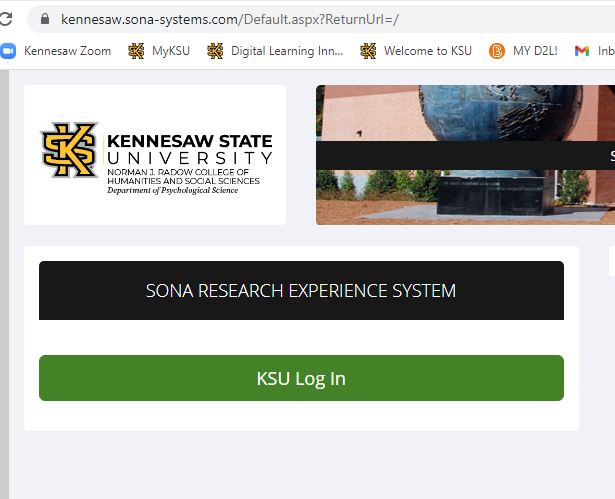 kennesaw.sona-systems.com/Default.aspx?ReturnUrl=/
Kennesaw Zoom MyKSU Digital Learning Inn... Welcome to KSU MY D2L! Inb
KENNESAW STATE
UNIVERSITY
NORMAN J. RADOW COLLEGE OF
HUMANITIES AND SOCIAL SCIENCES
Department of Psychological Science
SONA RESEARCH EXPERIENCE SYSTEM
KSU Log In